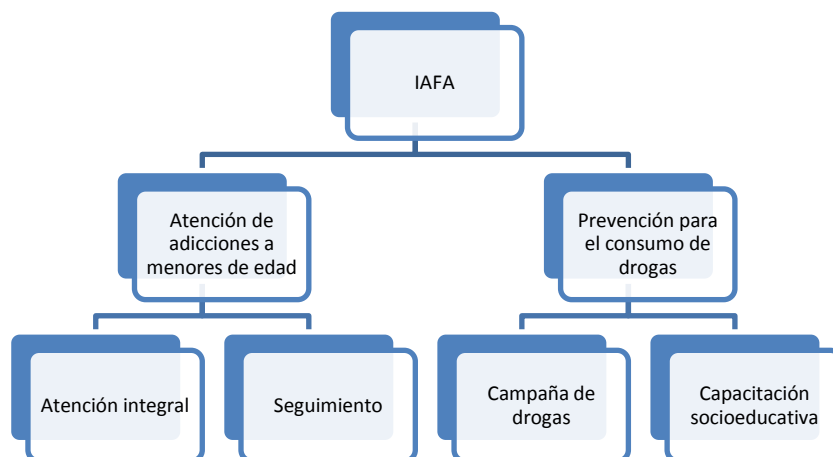 IAFA
Atención de
adicciones a
menores de edad
Prevención para
el consumo de
drogas
Atención integral
Seguimiento
Campaña de
drogas
Capacitación
socioeducativa